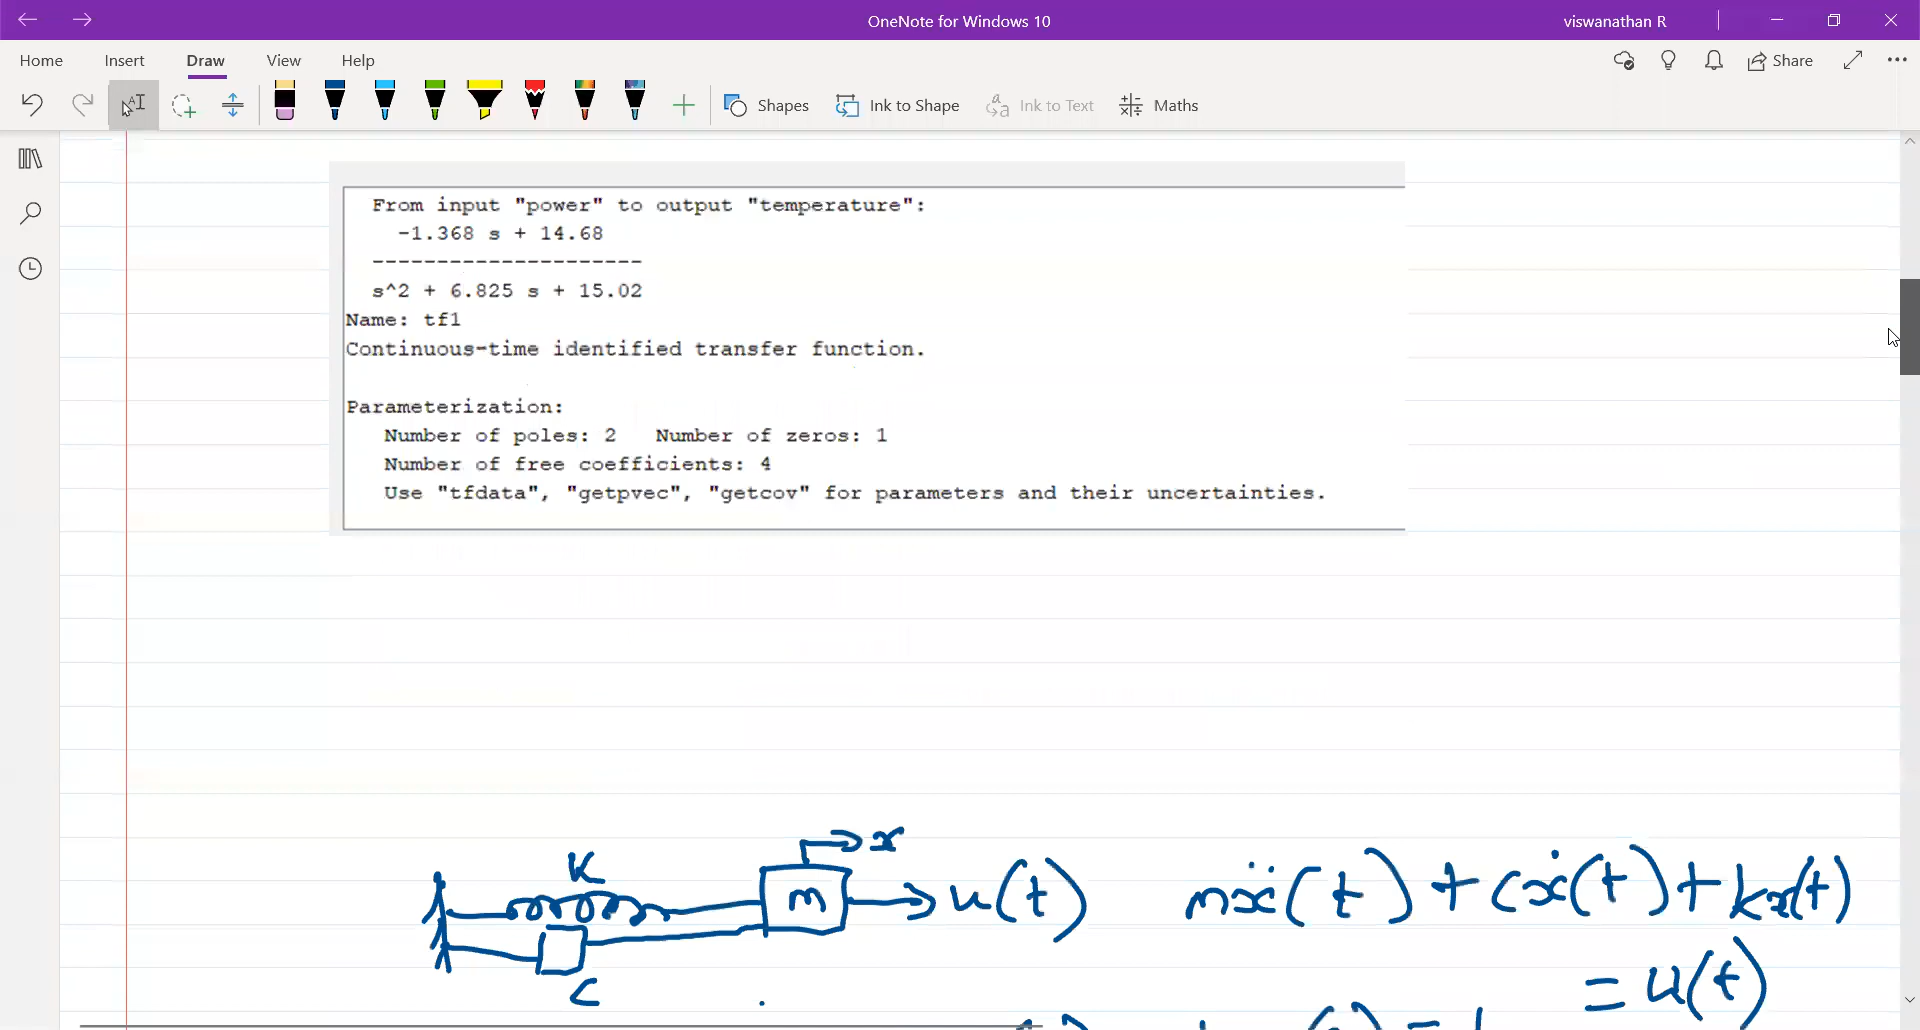 OneNote for Windows 10
viswanathan R
Home Insert Draw View Help
Share
Shapes Ink to Shape Ink to Text Maths
From input "power" to output "temperature":
-1.368 s + 14.68
---------------------
s^2 + 6.825 s + 15.02
Name: tf1
Continuous-time identified transfer function.
Parameterization:
Number of poles: 2 Number of zeros: 1
Number of free coefficients: 4
Use "tfdata", "getpvec", "getcov" for parameters and their uncertainties.
x
K
m u(t) mẍ(t) + cẋ(t) + kx(t)
= u(t)
C